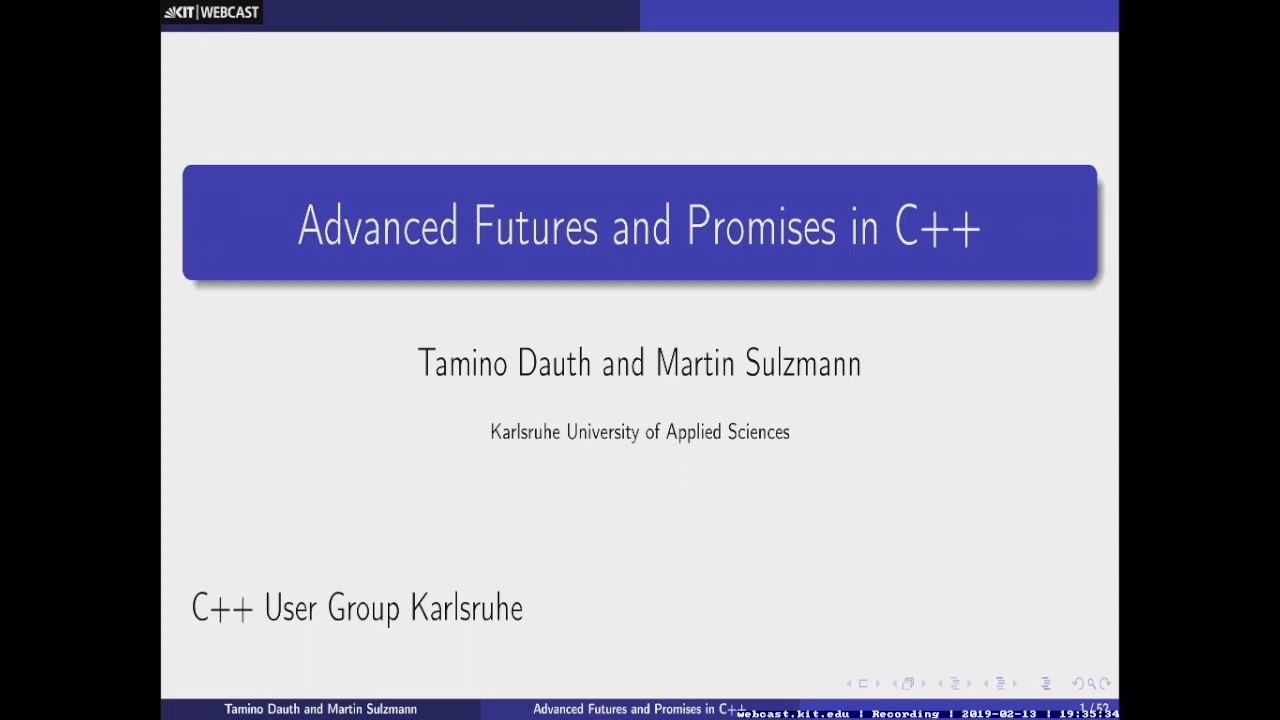 KIT | WEBCAST
Advanced Futures and Promises in C++
Tamino Dauth and Martin Sulzmann
Karlsruhe University of Applied Sciences
C++ User Group Karlsruhe
Tamino Dauth and Martin Sulzmann Advanced Futures and Promises in C++ 1 / 52
webcast.kit.edu | Recording | 2019-02-13 | 19:35:34